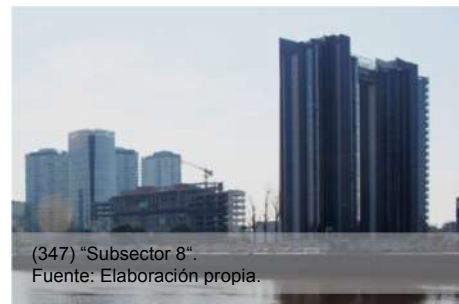 (347) “Subsector 8“.
Fuente: Elaboración propia.